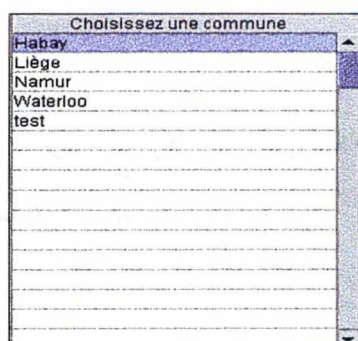 Choisissez une commune
Habay
Liège
Namur
Waterloo
test